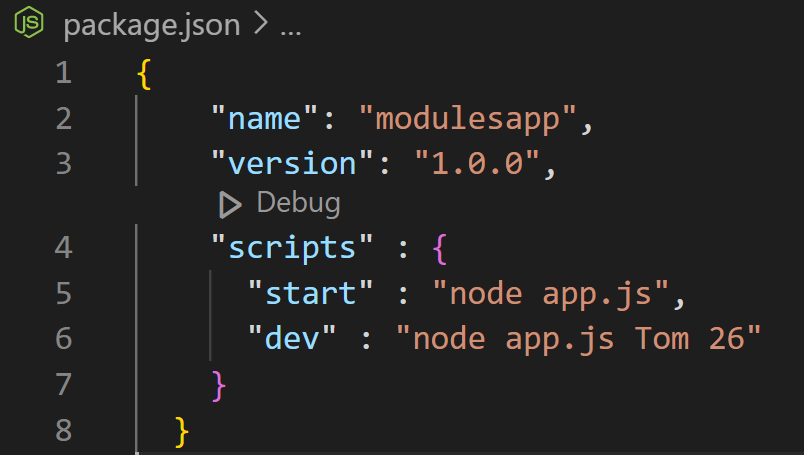 JS package.json > ...
1 {
2 "name": "modulesapp",
3 "version": "1.0.0",
Debug
4 "scripts" : {
5 "start" : "node app.js",
6 "dev" : "node app.js Tom 26"
7 }
8 }